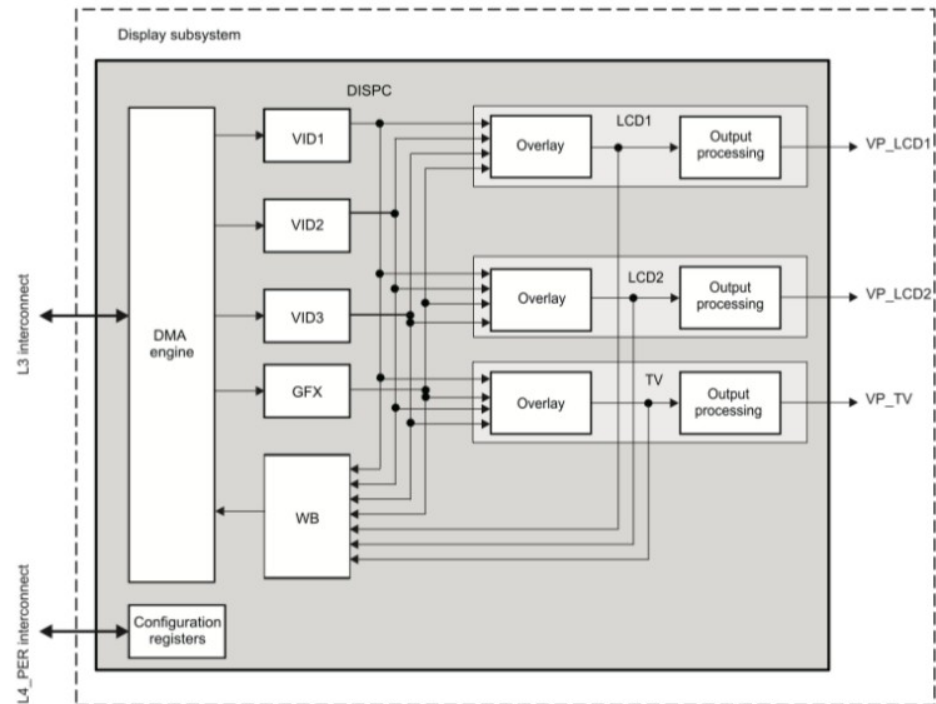 Display subsystem
DISPC
VID1
VID2
VID3
GFX
WB
DMA
engine
Configuration
registers
L3 interconnect
L4_PER interconnect
LCD1
Overlay
Output
processing
VP_LCD1
LCD2
Overlay
Output
processing
VP_LCD2
TV
Overlay
Output
processing
VP_TV